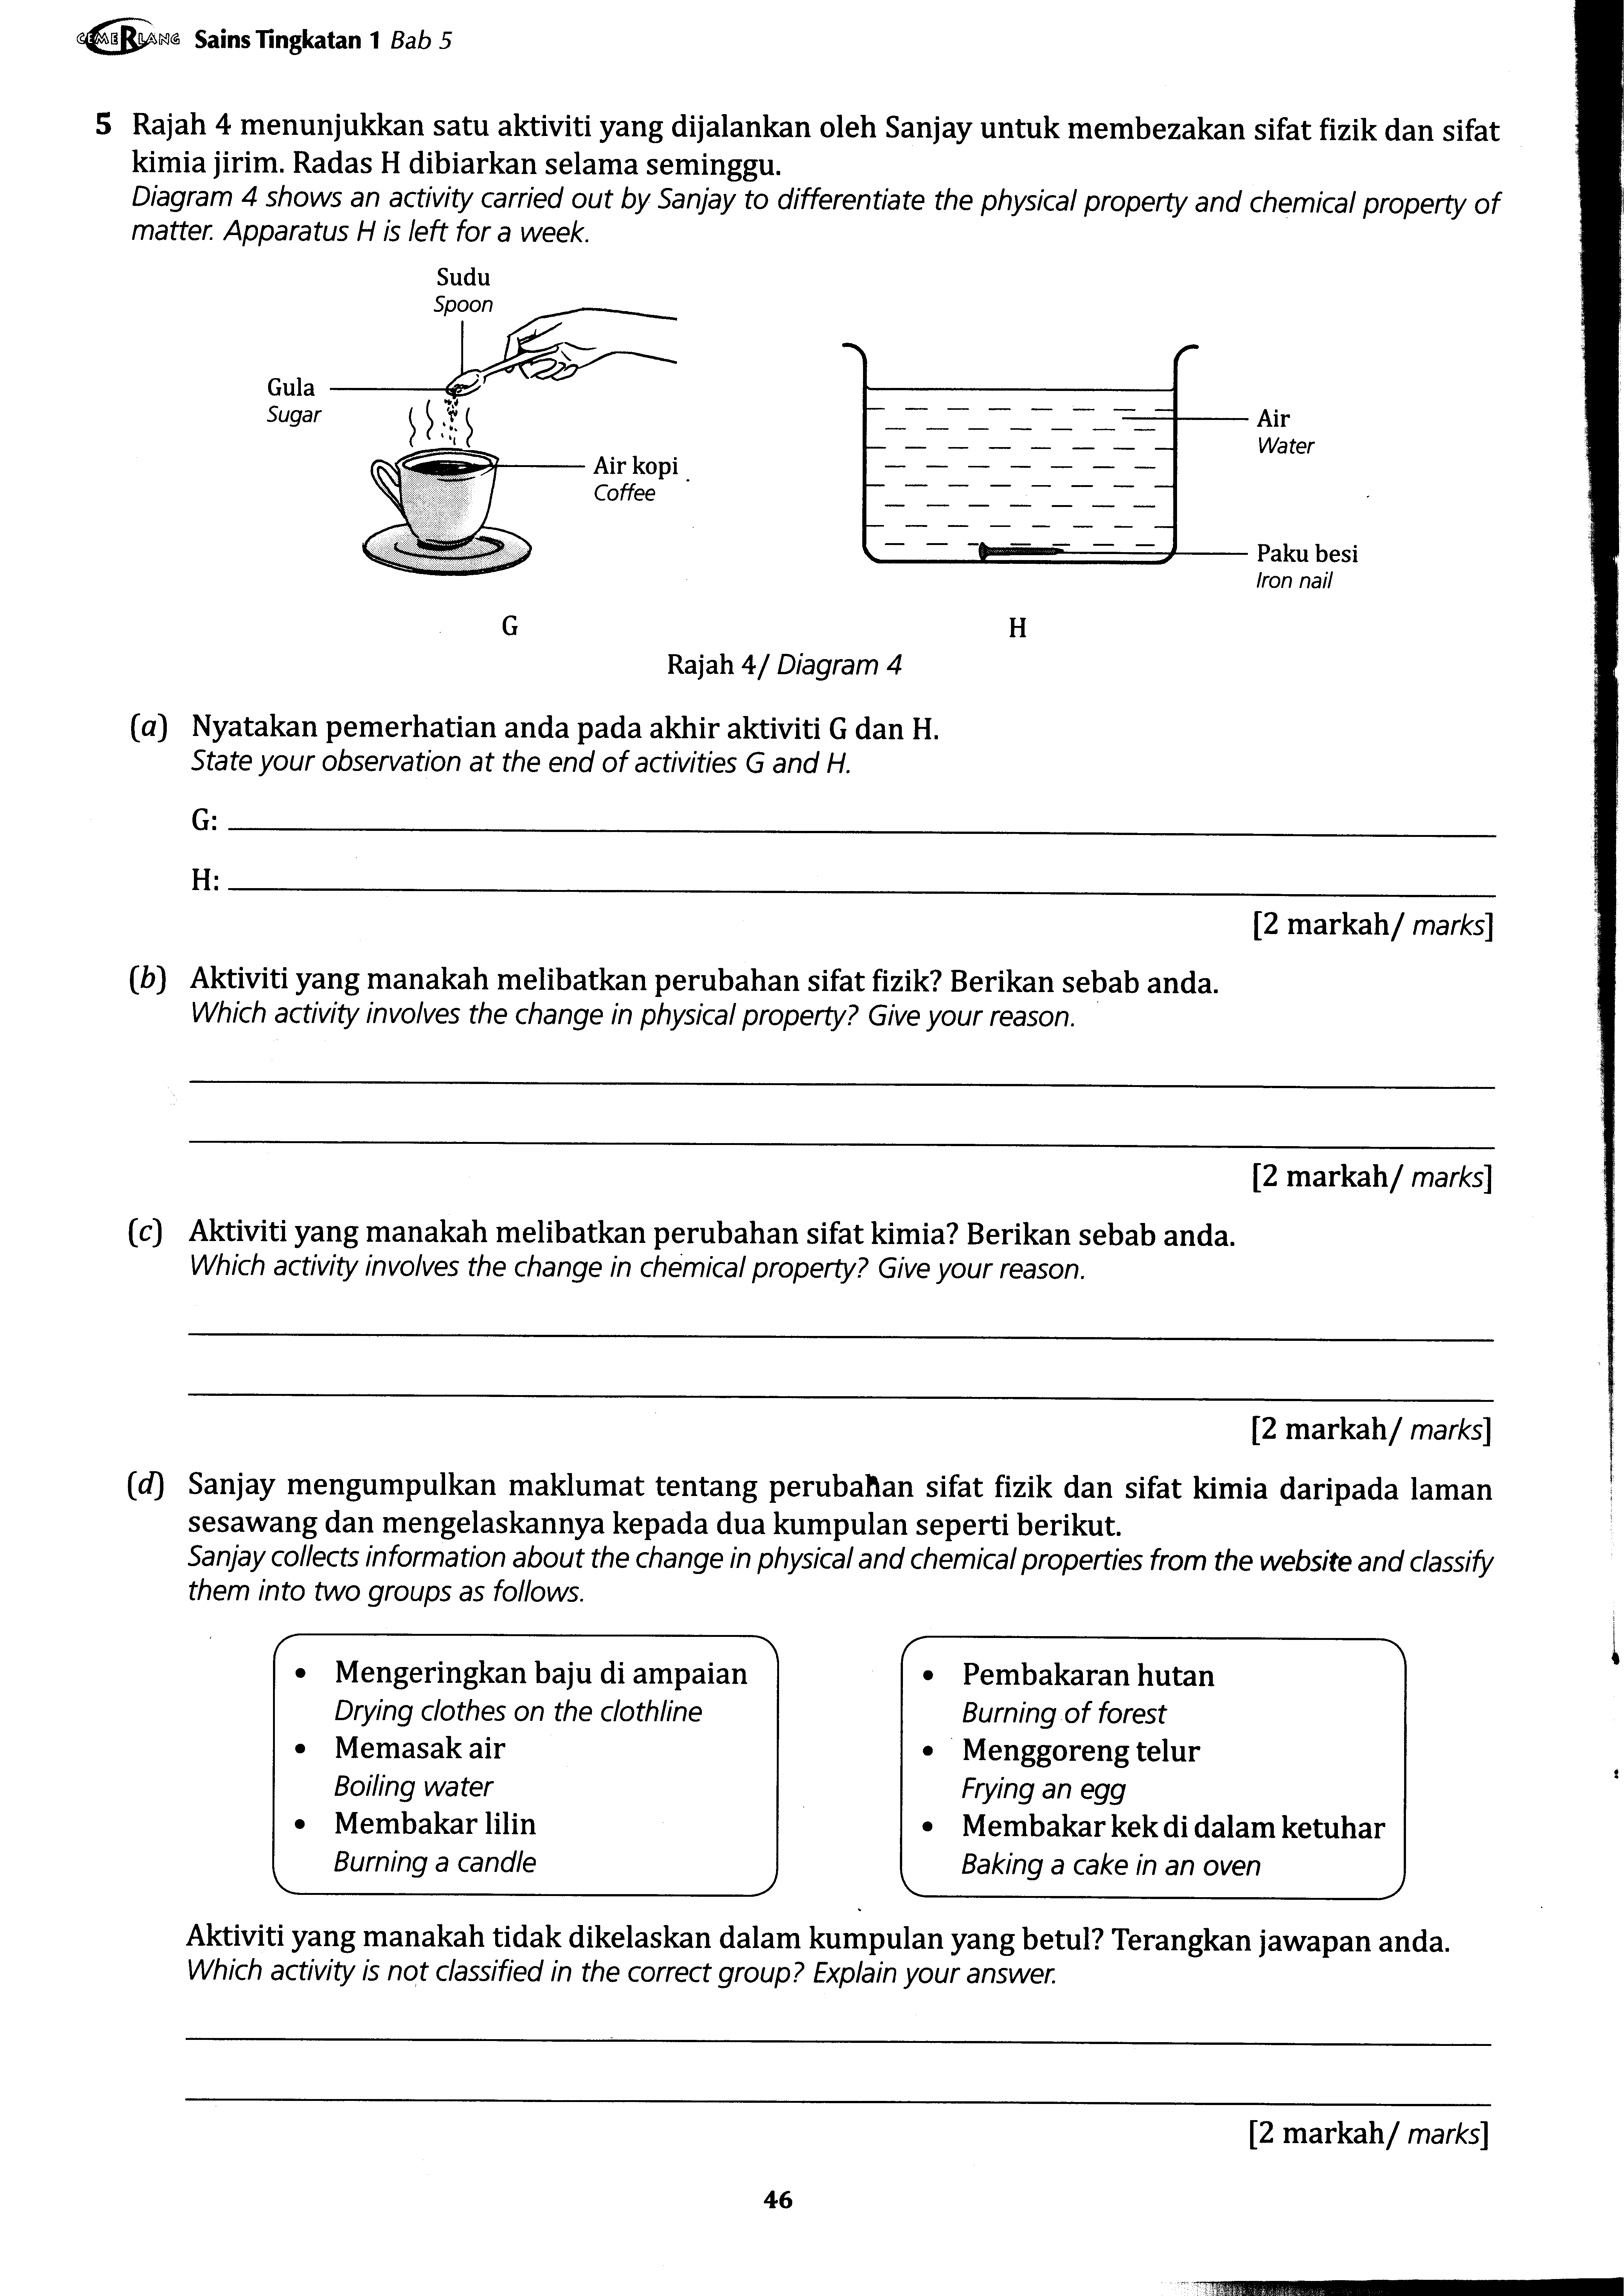 CEMERLANG Sains Tingkatan 1 Bab 5
5 Rajah 4 menunjukkan satu aktiviti yang dijalankan oleh Sanjay untuk membezakan sifat fizik dan sifat
kimia jirim. Radas H dibiarkan selama seminggu.
Diagram 4 shows an activity carried out by Sanjay to differentiate the physical property and chemical property of
matter. Apparatus H is left for a week.
Sudu
Spoon
Gula
Sugar
Air kopi
Coffee
Air
Water
Paku besi
Iron nail
G
H
Rajah 4/ Diagram 4
(a) Nyatakan pemerhatian anda pada akhir aktiviti G dan H.
State your observation at the end of activities G and H.
G:
H:
[2 markah/ marks]
(b) Aktiviti yang manakah melibatkan perubahan sifat fizik? Berikan sebab anda.
Which activity involves the change in physical property? Give your reason.
[2 markah/ marks]
(c) Aktiviti yang manakah melibatkan perubahan sifat kimia? Berikan sebab anda.
Which activity involves the change in chemical property? Give your reason.
[2 markah/ marks]
(d) Sanjay mengumpulkan maklumat tentang perubahan sifat fizik dan sifat kimia daripada laman
sesawang dan mengelaskannya kepada dua kumpulan seperti berikut.
Sanjay collects information about the change in physical and chemical properties from the website and classify
them into two groups as follows.
• Mengeringkan baju di ampaian
Drying clothes on the clothline
• Memasak air
Boiling water
• Membakar lilin
Burning a candle
• Pembakaran hutan
Burning of forest
• Menggoreng telur
Frying an egg
• Membakar kek di dalam ketuhar
Baking a cake in an oven
Aktiviti yang manakah tidak dikelaskan dalam kumpulan yang betul? Terangkan jawapan anda.
Which activity is not classified in the correct group? Explain your answer.
[2 markah/ marks]
46